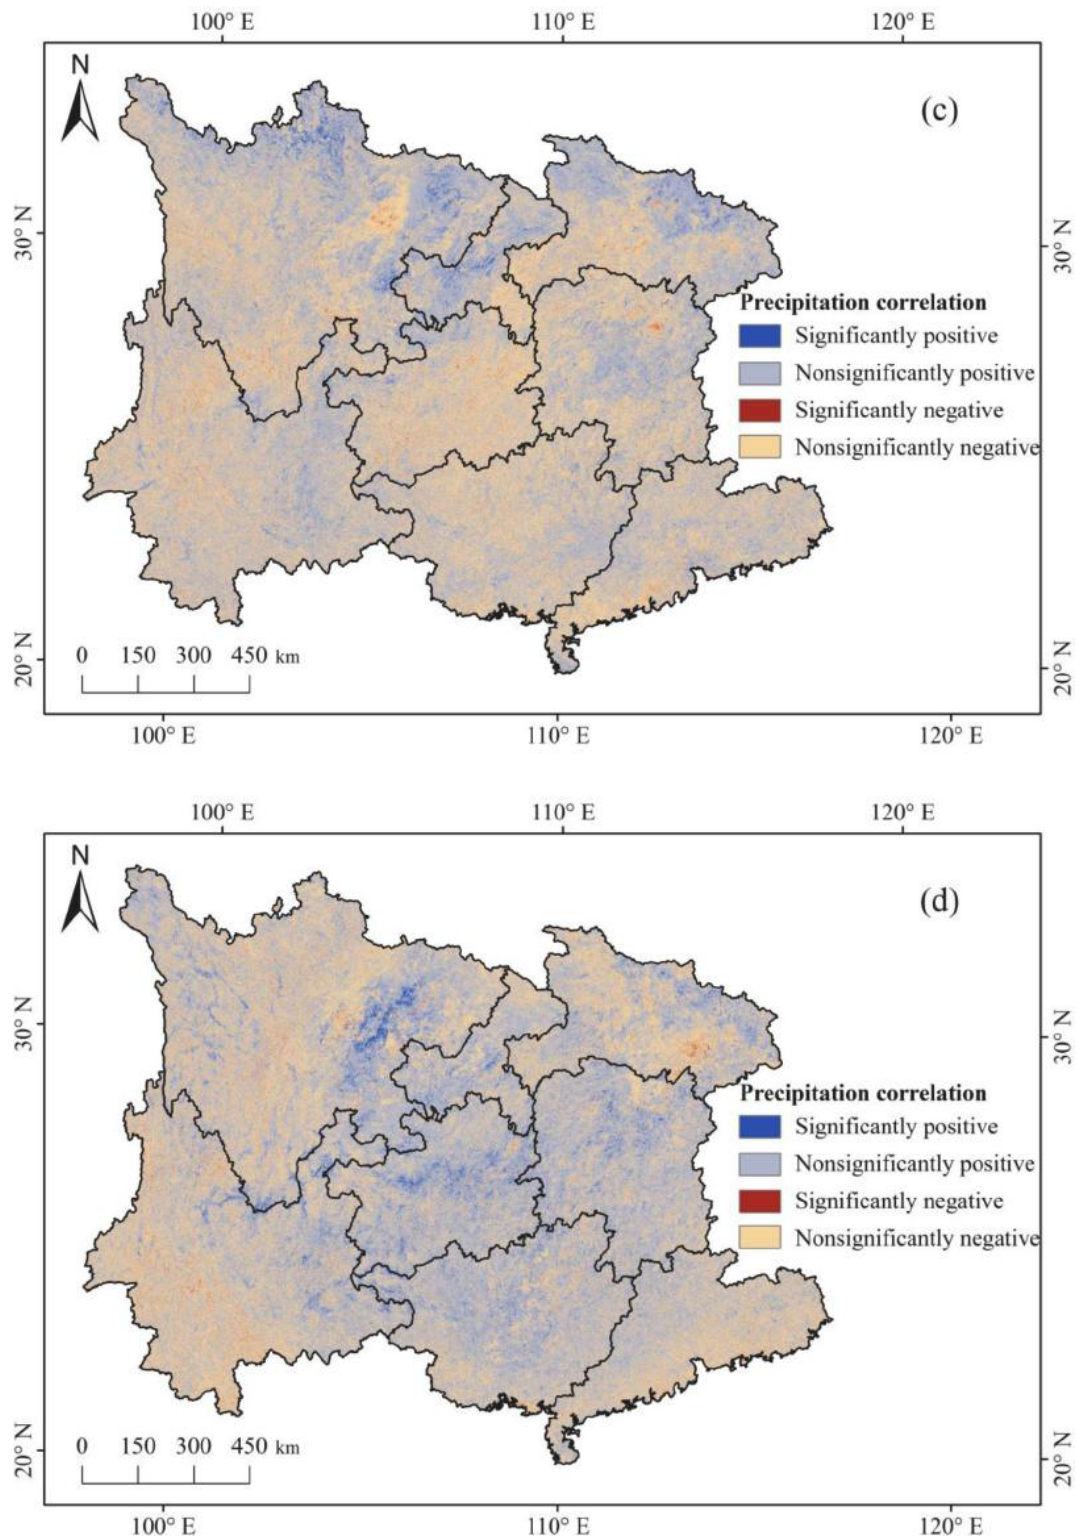 100° E 110° E 120° E
N
(c)
30° N
30° N
Precipitation correlation
Significantly positive
Nonsignificantly positive
Significantly negative
Nonsignificantly negative
0 150 300 450 km
20° N
20° N
100° E 110° E 120° E
100° E 110° E 120° E
N
(d)
30° N
30° N
Precipitation correlation
Significantly positive
Nonsignificantly positive
Significantly negative
Nonsignificantly negative
0 150 300 450 km
20° N
20° N
100° E 110° E 120° E